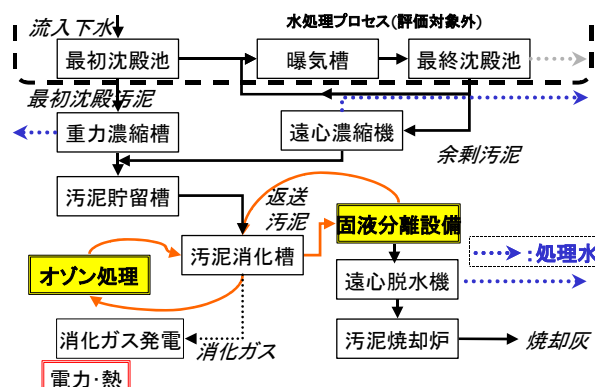 水処理プロセス(評価対象外)
流入下水
最初沈殿池
曝気槽
最終沈殿池
最初沈殿汚泥
重力濃縮槽
遠心濃縮機
余剰汚泥
汚泥貯留槽
返送
汚泥
固液分離設備
汚泥消化槽
:処理水
オゾン処理
遠心脱水機
消化ガス発電
消化ガス
汚泥焼却炉
焼却灰
電力・熱